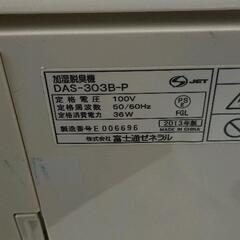 加湿脱臭機
DAS-303B-P
定格電圧 100V
定格周波数 50/60Hz
定格消費電力 36W
製造番号 E006696
S JET
PS
E
FGL
2013年製
MADE IN CHINA
株式会社 富士通ゼネラル